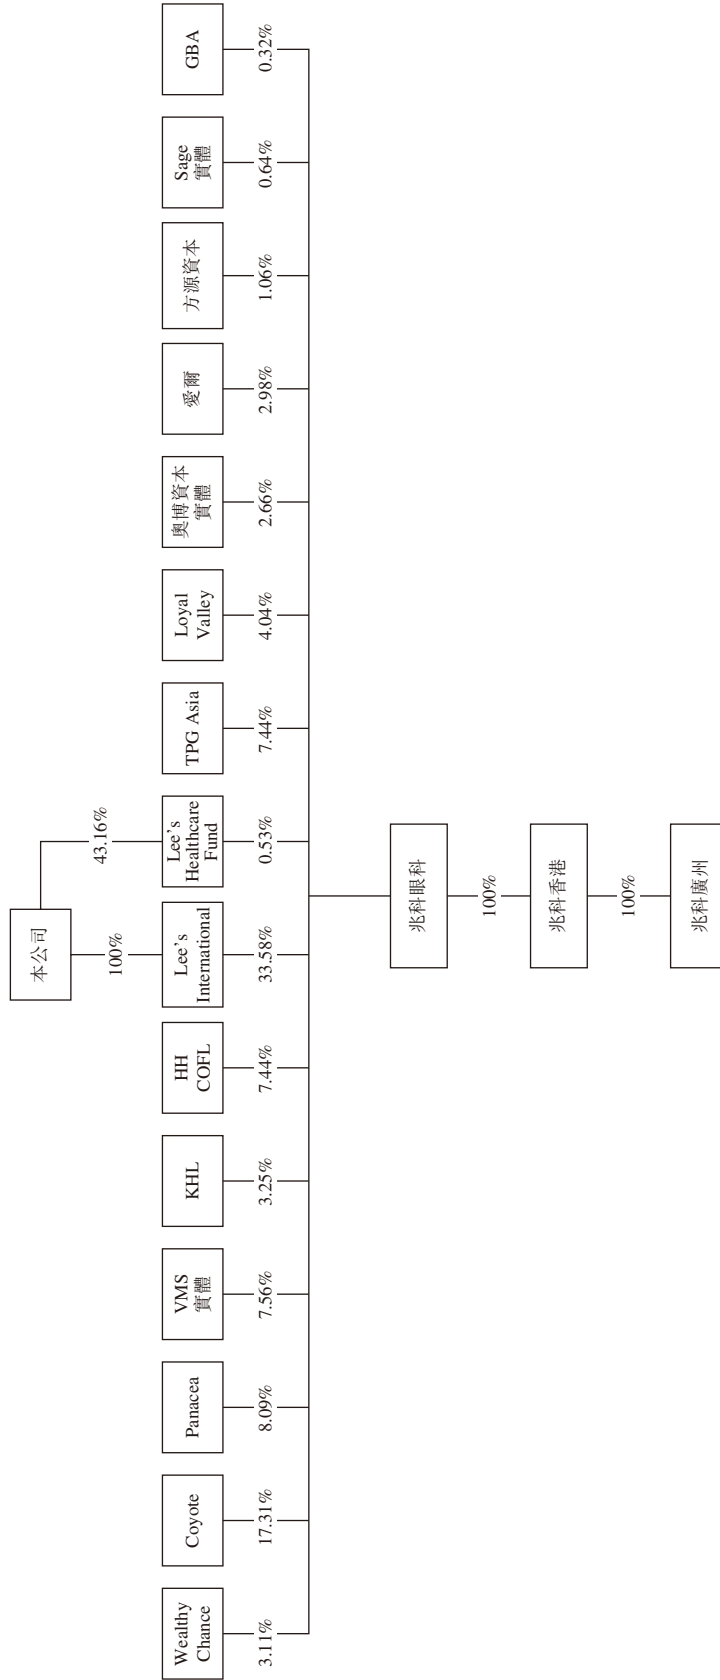 本公司
100%
43.16%
Wealthy
Chance
Coyote
Panacea
VMS
實體
KHL
HH
COFL
Lee's
International
Lee's
Healthcare
Fund
TPG Asia
Loyal
Valley
奧博資本
實體
愛爾
方源資本
Sage
實體
GBA
3.11%
17.31%
8.09%
7.56%
3.25%
7.44%
33.58%
0.53%
7.44%
4.04%
2.66%
2.98%
1.06%
0.64%
0.32%
兆科眼科
100%
兆科香港
100%
兆科廣州